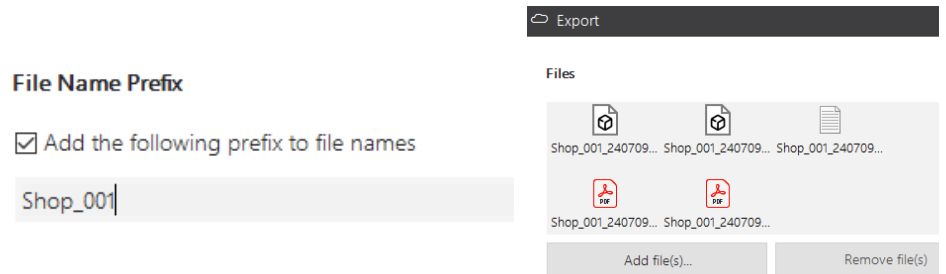 File Name Prefix
Add the following prefix to file names
Shop_001
Export
Files
Shop_001_240709... Shop_001_240709... Shop_001_240709...
PDF PDF
Shop_001_240709... Shop_001_240709...
Add file(s)... Remove file(s)